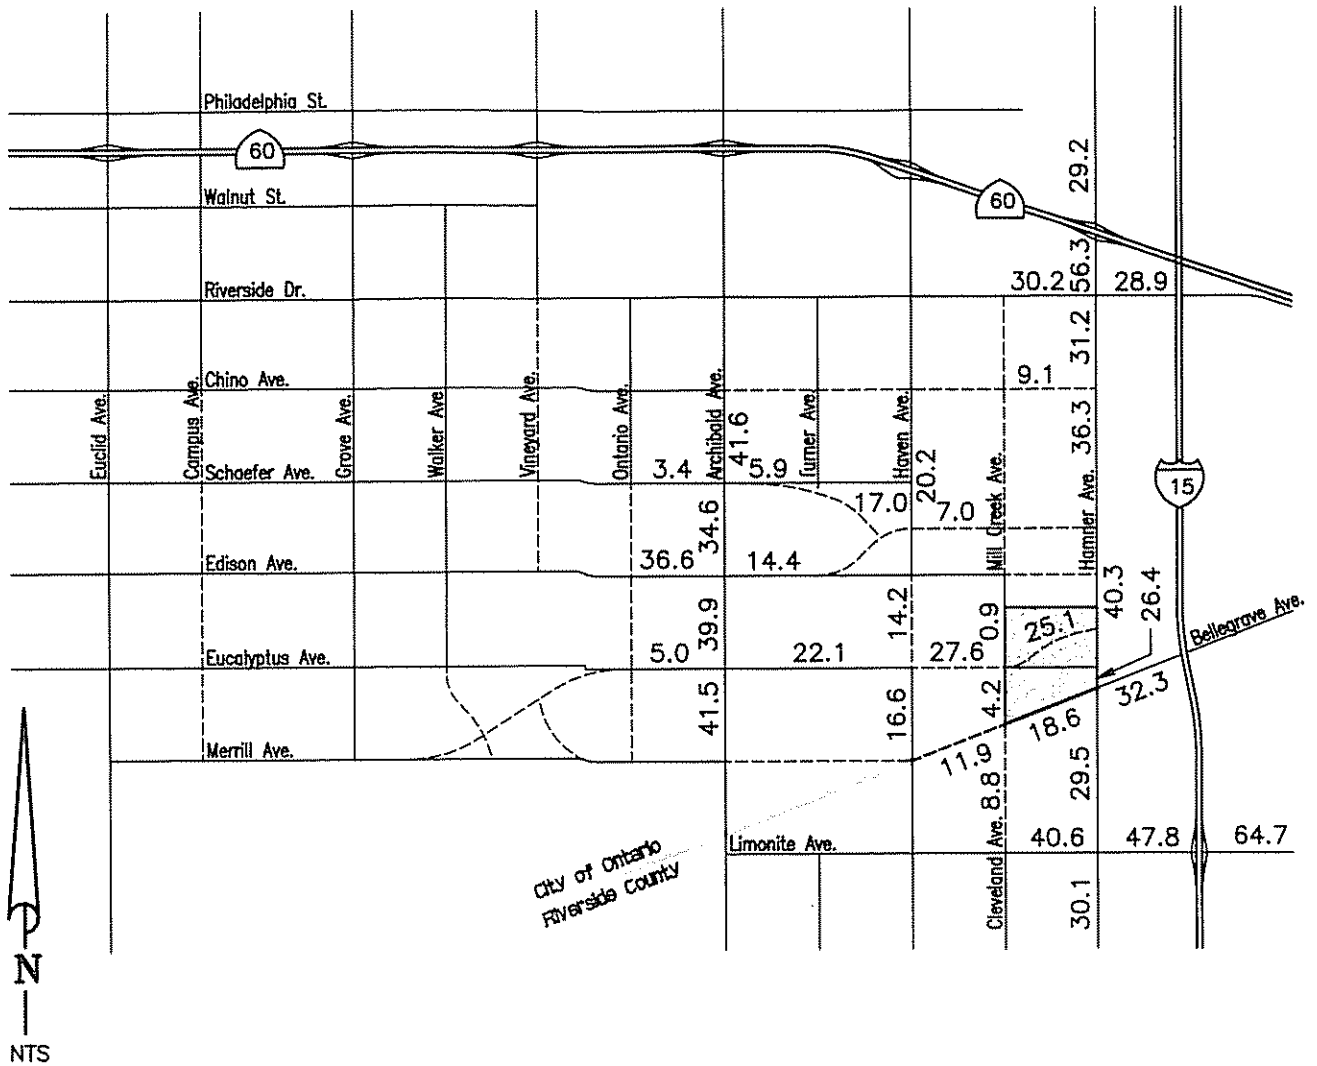 Philadelphia St.
60
29.2
Walnut St.
60
56.3
Riverside Dr.
30.2
28.9
31.2
Chino Ave.
9.1
Euclid Ave.
Campus Ave.
Grove Ave.
Walker Ave
Vineyard Ave.
Ontario Ave.
Archibald Ave.
41.6
Turner Ave
Haven Ave.
20.2
Mill Creek Ave.
36.3
Hamner Ave.
Schaefer Ave.
3.4
5.9
15
17.0
7.0
34.6
Edison Ave.
36.6
14.4
40.3
26.4
39.9
14.2
0.9
25.1
Bellegrave Ave.
Eucalyptus Ave.
5.0
22.1
27.6
41.5
16.6
4.2
32.3
18.6
Merrill Ave.
11.9
8.8
29.5
Limonite Ave.
40.6
47.8
64.7
City of Ontario
Riverside County
Cleveland Ave.
30.1
N
NTS